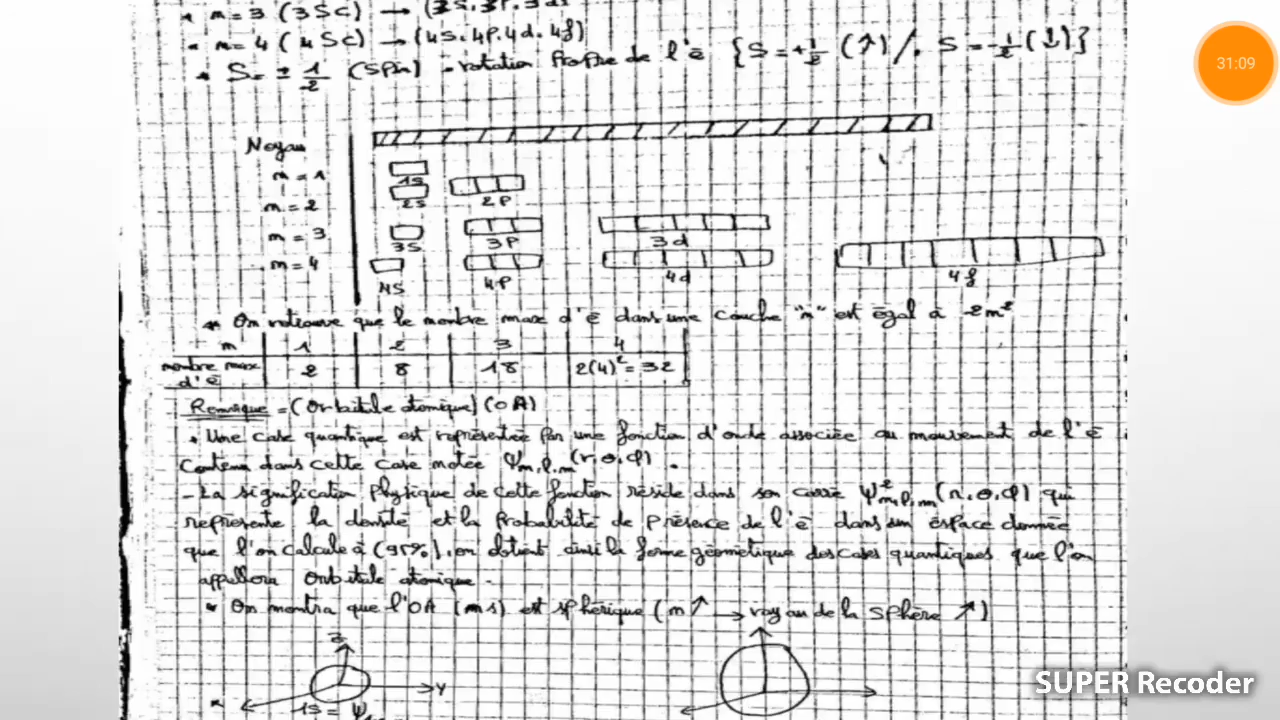 * n=3 (3SC) → (3s.3p.3d)
31:09
* n=4 (4SC) → (4s.4p.4d.4f)
* S= ± 1/2 (Spin) - rotation propre de l'ē {S=+1/2 (↑) / S=-1/2 (↓)}
Noyau
n=1
1s
n=2
2s 2p
n=3
3s 3p 3d
n=4
4s 4p 4d 4f
* On retrouve que le nombre max d'ē dans une couche "n" est égal à 2n²
n 1 2 3 4
nombre max d'ē 2 8 18 2(4)²=32
Remarque =(Orbitale atomique) (OA)
* Une case quantique est représentée par une fonction d'onde associée au mouvement de l'ē
contenu dans cette case notée Ψn,l,m(r.θ.φ).
- La signification physique de cette fonction réside dans son carré Ψ²n,l,m(r,θ,φ) qui
représente la densité et la probabilité de présence de l'ē dans un espace donnée
que l'on calcule à (95%), on obtient ainsi la forme géométrique des cases quantiques que l'on
appellera orbitale atomique -
* On montra que l'OA (ns) est sphérique (n↑ → rayon de la sphère ↑)
z
y
x
1s = Ψ
SUPER Recoder